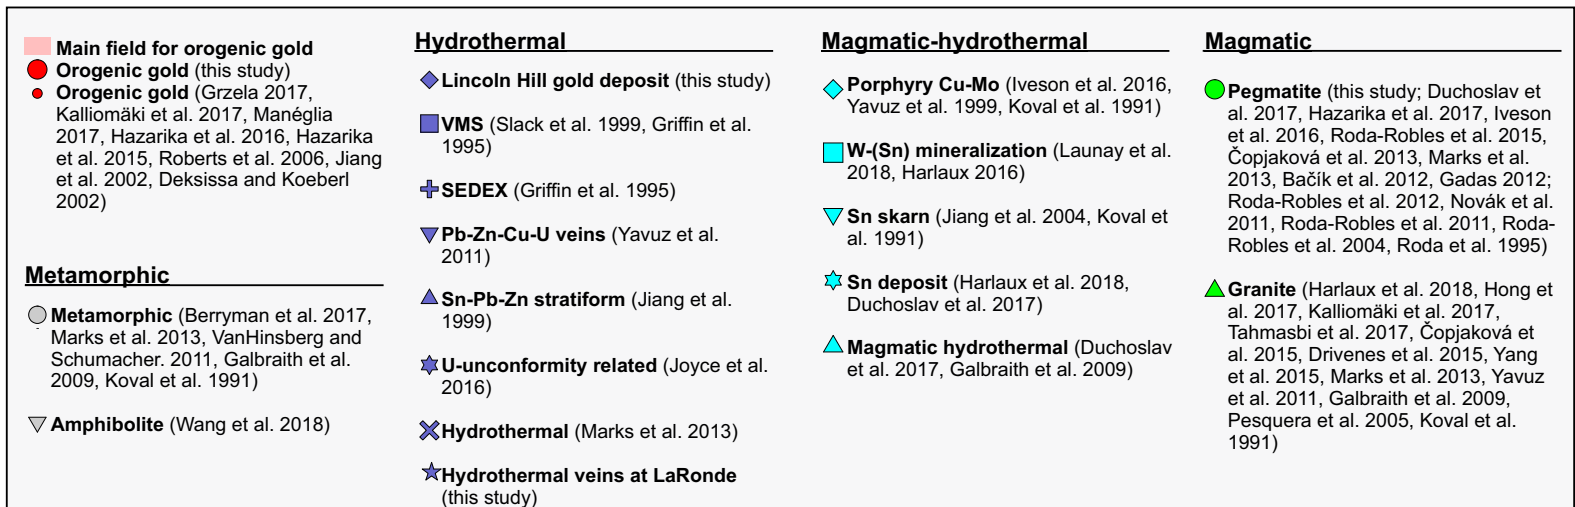 Main field for orogenic gold
Orogenic gold (this study)
Orogenic gold (Grzela 2017,
Kalliomäki et al. 2017, Manéglia
2017, Hazarika et al. 2016, Hazarika
et al. 2015, Roberts et al. 2006, Jiang
et al. 2002, Deksissa and Koeberl
2002)
Metamorphic
Metamorphic (Berryman et al. 2017,
Marks et al. 2013, VanHinsberg and
Schumacher. 2011, Galbraith et al.
2009, Koval et al. 1991)
Amphibolite (Wang et al. 2018)
Hydrothermal
Lincoln Hill gold deposit (this study)
VMS (Slack et al. 1999, Griffin et al.
1995)
SEDEX (Griffin et al. 1995)
Pb-Zn-Cu-U veins (Yavuz et al.
2011)
Sn-Pb-Zn stratiform (Jiang et al.
1999)
U-unconformity related (Joyce et al.
2016)
Hydrothermal (Marks et al. 2013)
Hydrothermal veins at LaRonde
(this study)
Magmatic-hydrothermal
Porphyry Cu-Mo (Iveson et al. 2016,
Yavuz et al. 1999, Koval et al. 1991)
W-(Sn) mineralization (Launay et al.
2018, Harlaux 2016)
Sn skarn (Jiang et al. 2004, Koval et
al. 1991)
Sn deposit (Harlaux et al. 2018,
Duchoslav et al. 2017)
Magmatic hydrothermal (Duchoslav
et al. 2017, Galbraith et al. 2009)
Magmatic
Pegmatite (this study; Duchoslav et
al. 2017, Hazarika et al. 2017, Iveson
et al. 2016, Roda-Robles et al. 2015,
Čopjaková et al. 2013, Marks et al.
2013, Bačík et al. 2012, Gadas 2012;
Roda-Robles et al. 2012, Novák et al.
2011, Roda-Robles et al. 2011, Roda-
Robles et al. 2004, Roda et al. 1995)
Granite (Harlaux et al. 2018, Hong et
al. 2017, Kalliomäki et al. 2017,
Tahmasbi et al. 2017, Čopjaková et
al. 2015, Drivenes et al. 2015, Yang
et al. 2015, Marks et al. 2013, Yavuz
et al. 2011, Galbraith et al. 2009,
Pesquera et al. 2005, Koval et al.
1991)